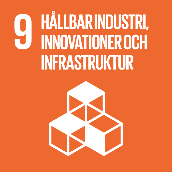 9 HÅLLBAR INDUSTRI,
INNOVATIONER OCH
INFRASTRUKTUR